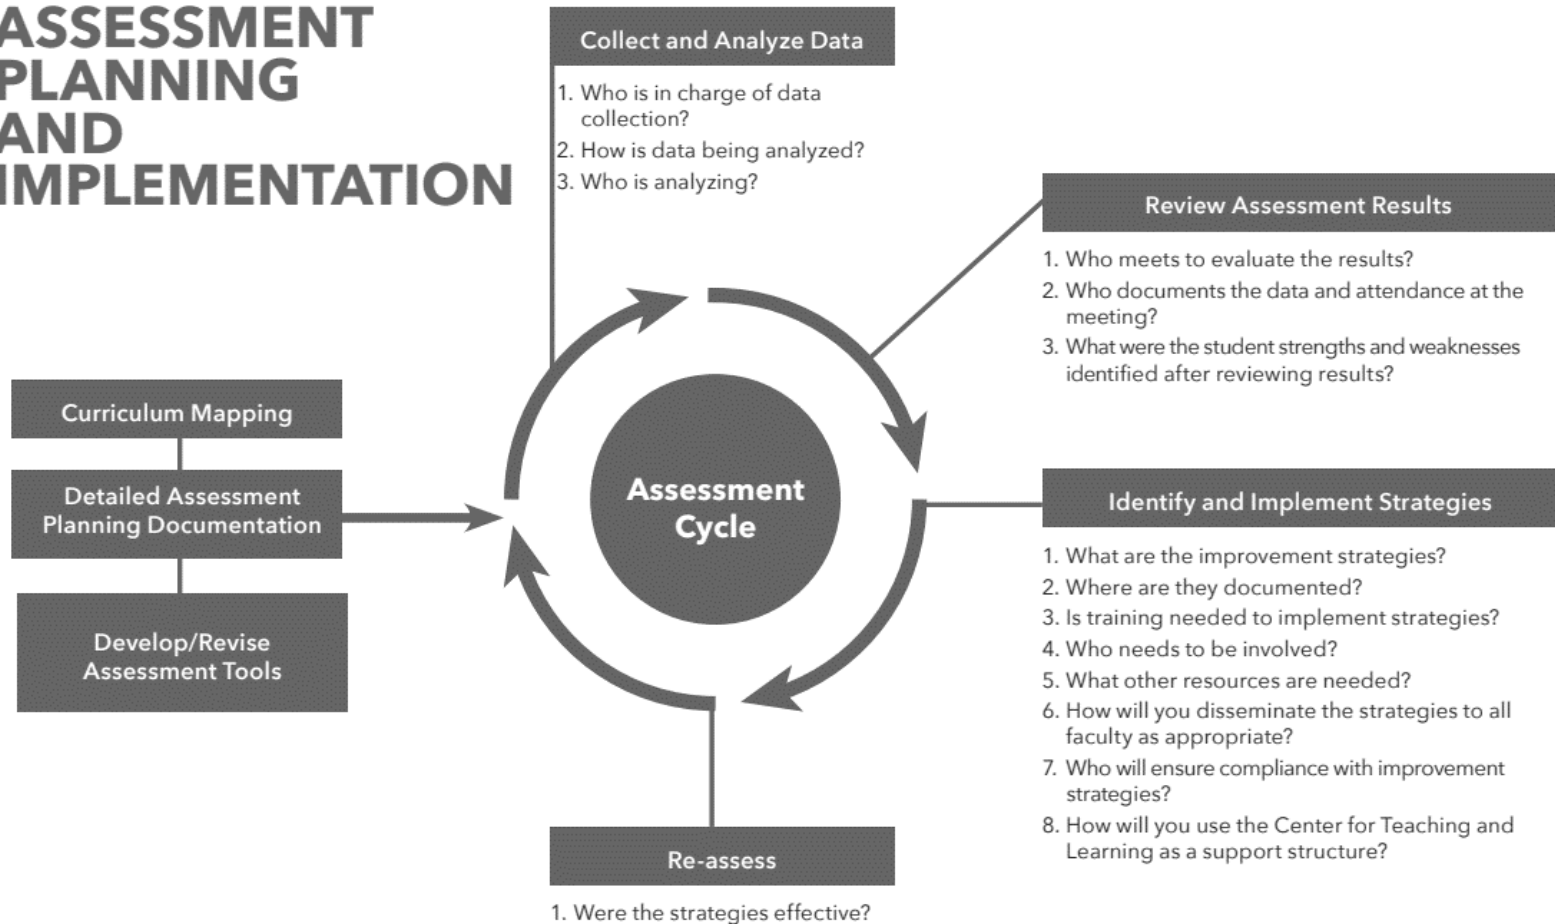 ASSESSMENT
PLANNING
AND
IMPLEMENTATION
Collect and Analyze Data
1. Who is in charge of data
collection?
2. How is data being analyzed?
3. Who is analyzing?
Review Assessment Results
1. Who meets to evaluate the results?
2. Who documents the data and attendance at the
meeting?
3. What were the student strengths and weaknesses
identified after reviewing results?
Curriculum Mapping
Detailed Assessment
Planning Documentation
Develop/Revise
Assessment Tools
Assessment
Cycle
Identify and Implement Strategies
1. What are the improvement strategies?
2. Where are they documented?
3. Is training needed to implement strategies?
4. Who needs to be involved?
5. What other resources are needed?
6. How will you disseminate the strategies to all
faculty as appropriate?
7. Who will ensure compliance with improvement
strategies?
8. How will you use the Center for Teaching and
Learning as a support structure?
Re-assess
1. Were the strategies effective?